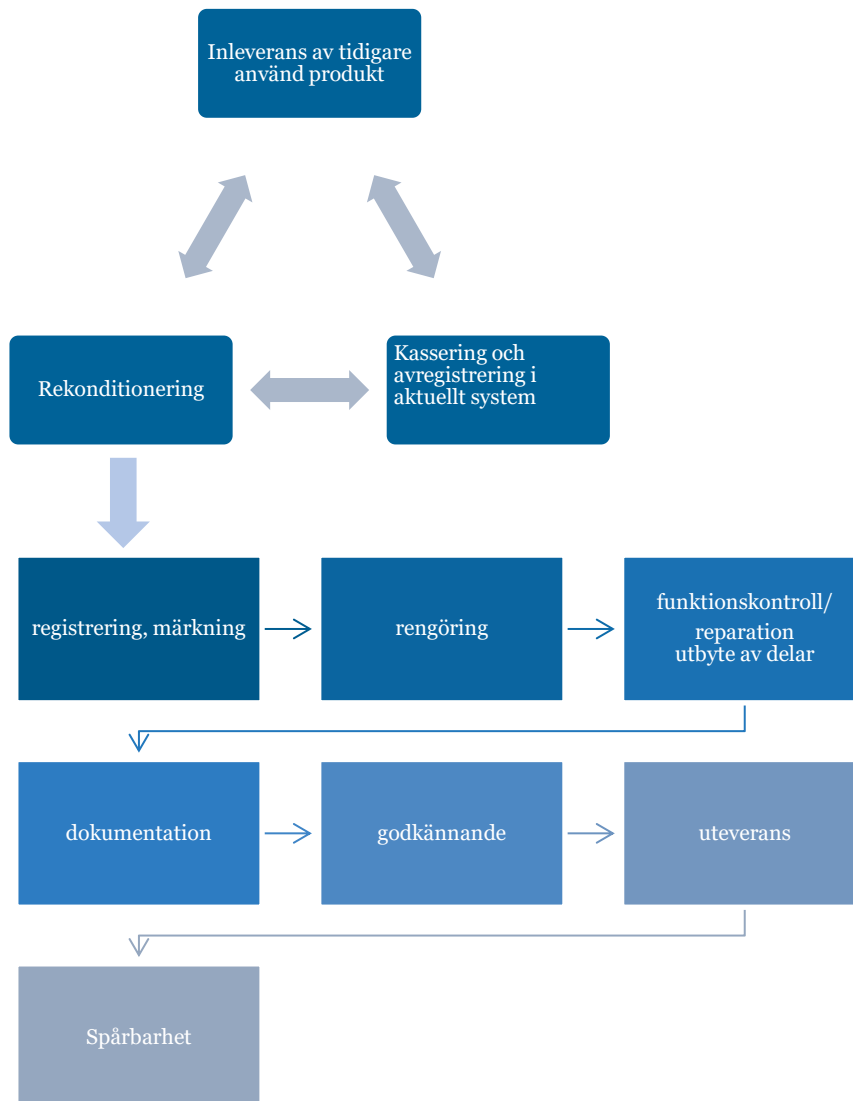 Inleverans av tidigare
använd produkt
Rekonditionering
Kassering och
avregistrering i
aktuellt system
registrering, märkning
rengöring
funktionskontroll/
reparation
utbyte av delar
dokumentation
godkännande
uteverans
Spårbarhet